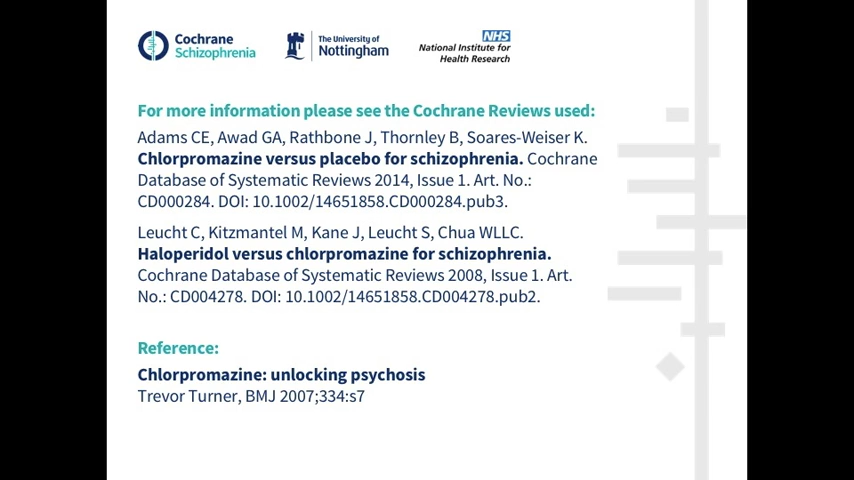 Cochrane
Schizophrenia
The University of
Nottingham
NHS
National Institute for
Health Research
For more information please see the Cochrane Reviews used:
Adams CE, Awad GA, Rathbone J, Thornley B, Soares-Weiser K.
Chlorpromazine versus placebo for schizophrenia. Cochrane
Database of Systematic Reviews 2014, Issue 1. Art. No.:
CD000284. DOI: 10.1002/14651858.CD000284.pub3.
Leucht C, Kitzmantel M, Kane J, Leucht S, Chua WLLC.
Haloperidol versus chlorpromazine for schizophrenia.
Cochrane Database of Systematic Reviews 2008, Issue 1. Art.
No.: CD004278. DOI: 10.1002/14651858.CD004278.pub2.
Reference:
Chlorpromazine: unlocking psychosis
Trevor Turner, BMJ 2007;334:s7